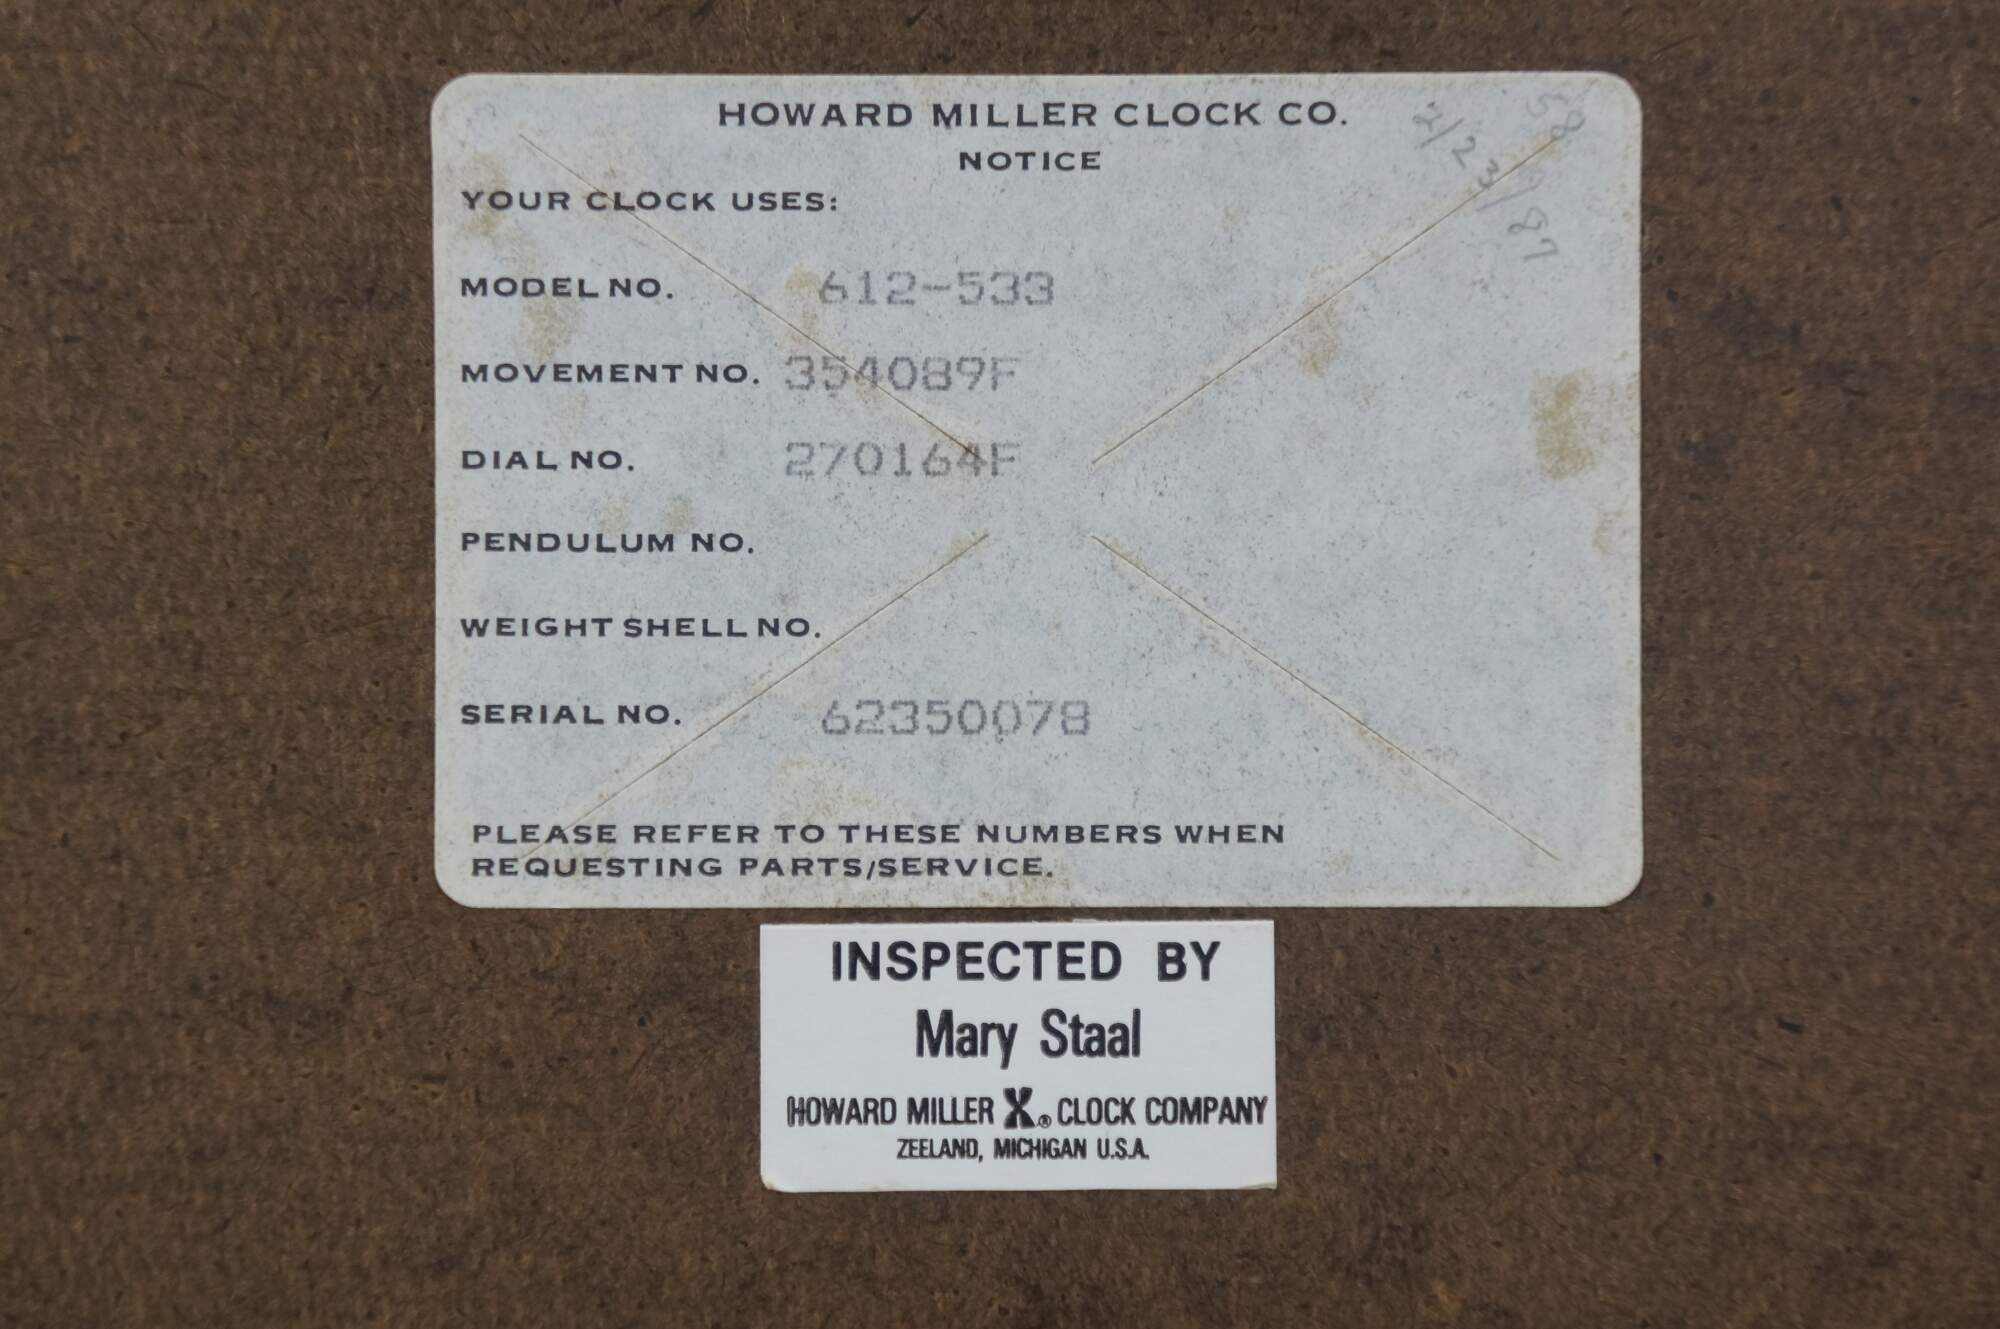 HOWARD MILLER CLOCK CO.
NOTICE
YOUR CLOCK USES:
MODEL NO. 612-533
MOVEMENT NO. 354089F
DIAL NO. 270164F
PENDULUM NO.
WEIGHT SHELL NO.
SERIAL NO. 62350078
PLEASE REFER TO THESE NUMBERS WHEN
REQUESTING PARTS/SERVICE.
INSPECTED BY
Mary Staal
HOWARD MILLER ® CLOCK COMPANY
ZEELAND, MICHIGAN U.S.A.